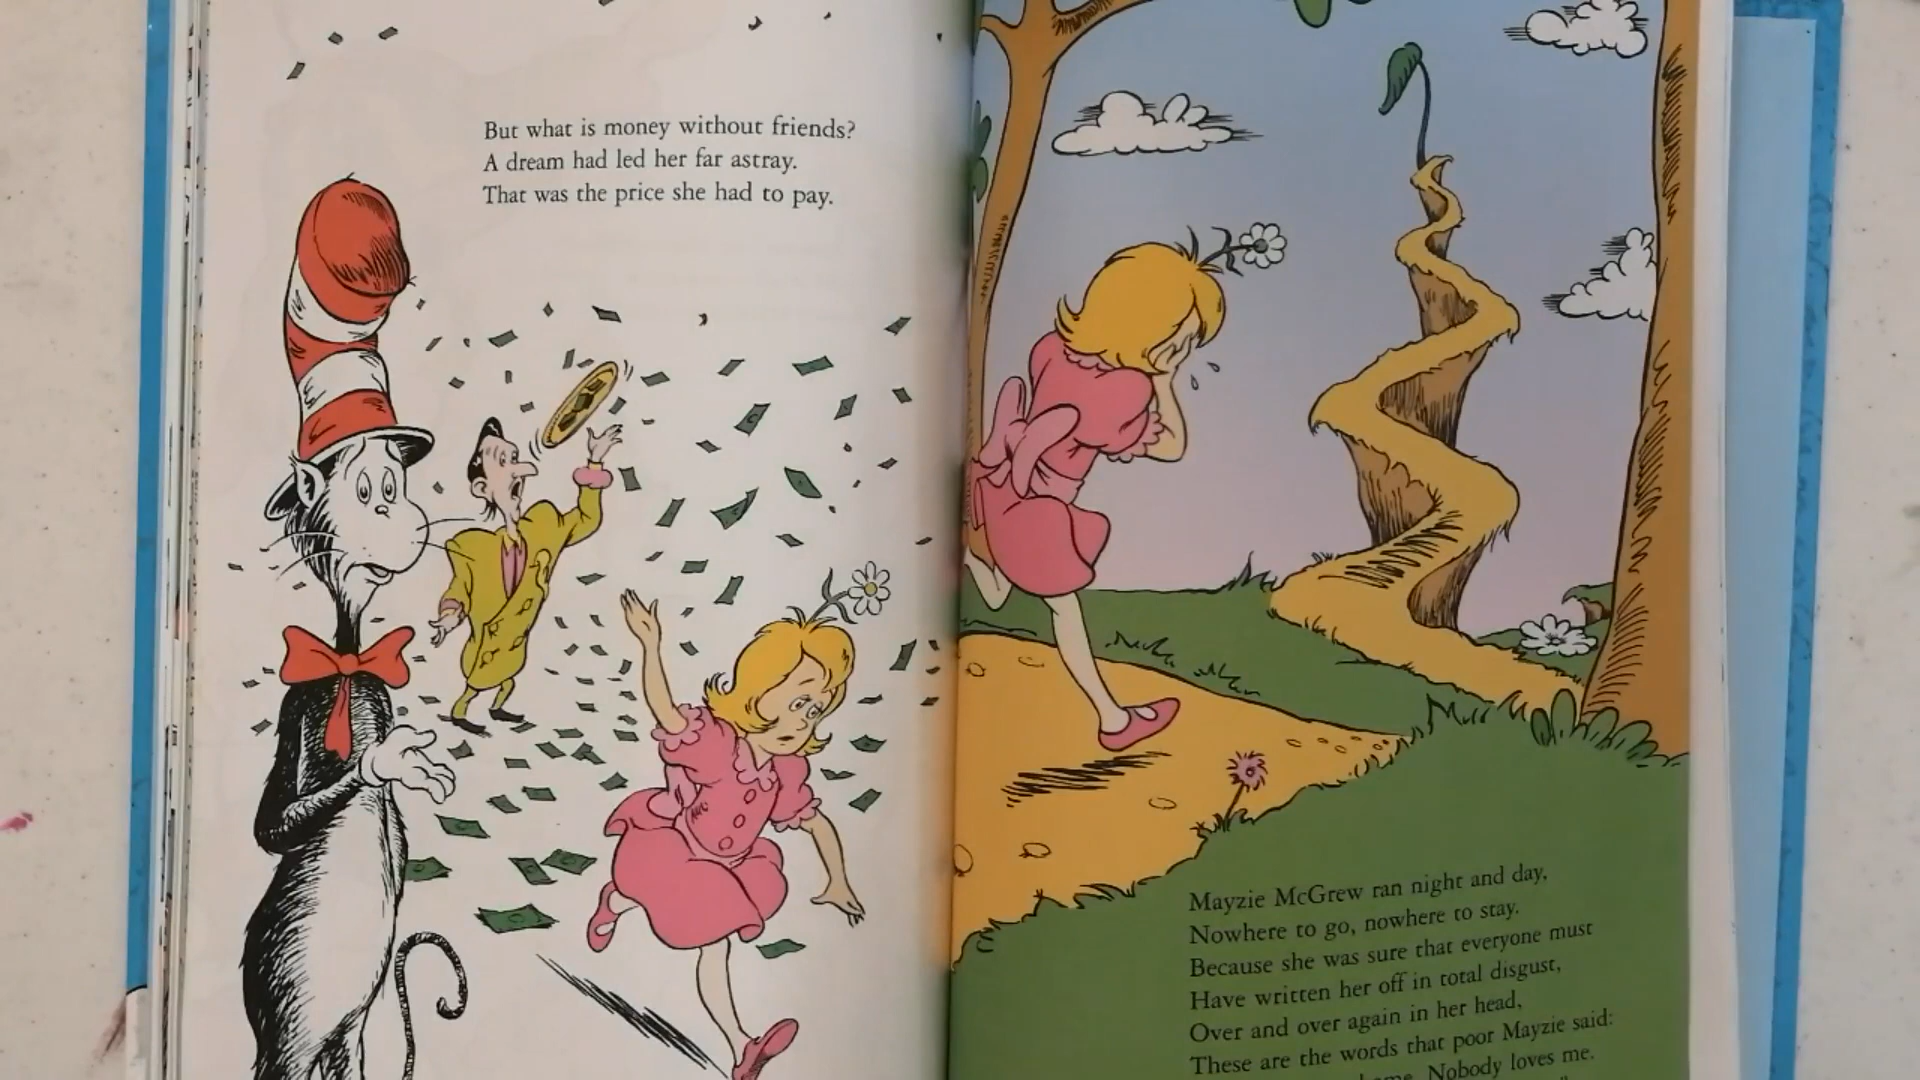 But what is money without friends?
A dream had led her far astray.
That was the price she had to pay.
Mayzie McGrew ran night and day,
Nowhere to go, nowhere to stay.
Because she was sure that everyone must
Have written her off in total disgust,
Over and over again in her head,
These are the words that poor Mayzie said:
Nobody loves me.